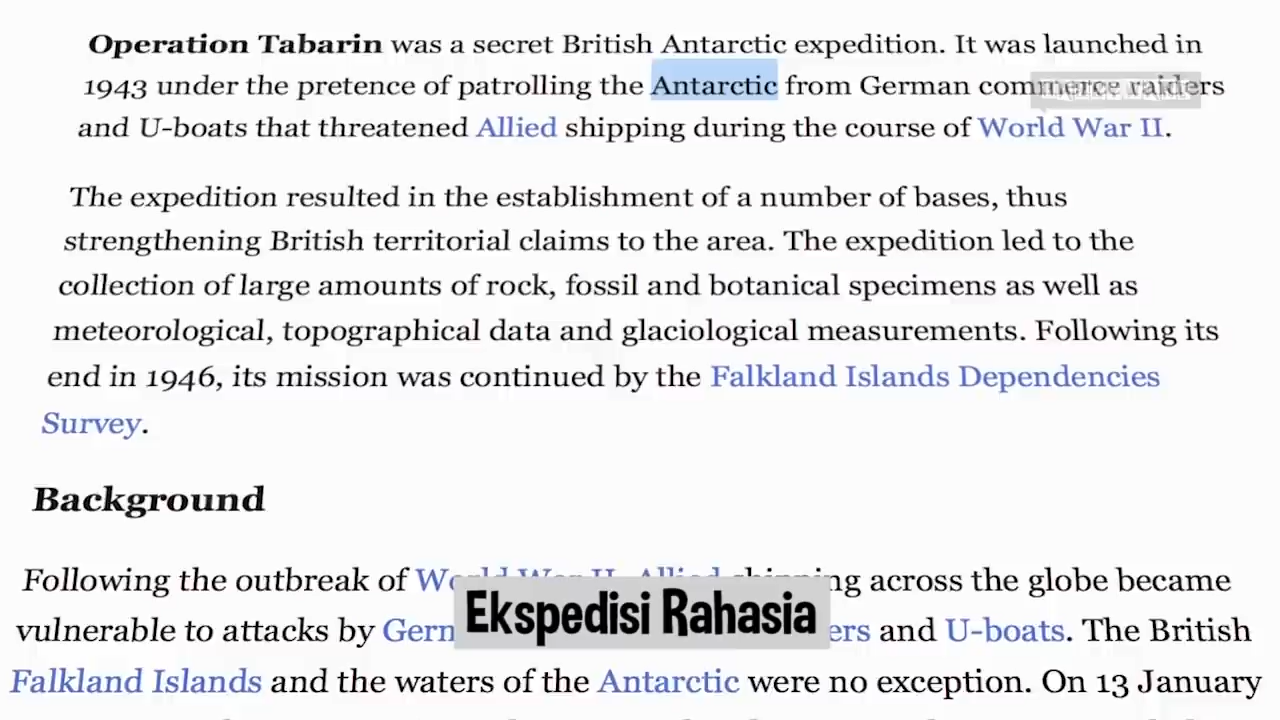 Operation Tabarin was a secret British Antarctic expedition. It was launched in
1943 under the pretence of patrolling the Antarctic from German commerce raiders
and U-boats that threatened Allied shipping during the course of World War II.
The expedition resulted in the establishment of a number of bases, thus
strengthening British territorial claims to the area. The expedition led to the
collection of large amounts of rock, fossil and botanical specimens as well as
meteorological, topographical data and glaciological measurements. Following its
end in 1946, its mission was continued by the Falkland Islands Dependencies
Survey.
Background
Following the outbreak of World War II, Allied shipping across the globe became
vulnerable to attacks by and U-boats. The British
Ekspedisi Rahasia
Falkland Islands and the waters of the Antarctic were no exception. On 13 January